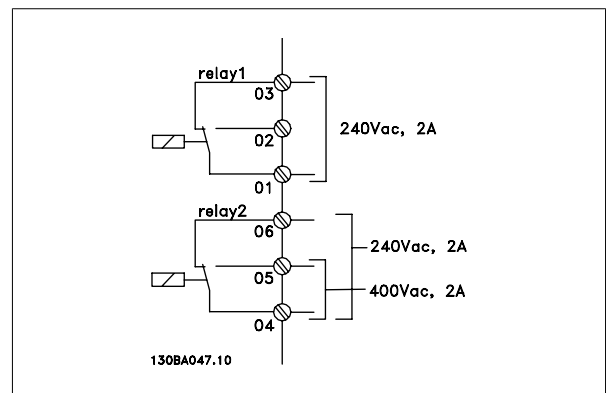 relay1
03
02
240Vac, 2A
01
relay2
06
240Vac, 2A
05
400Vac, 2A
04
130BA047.10